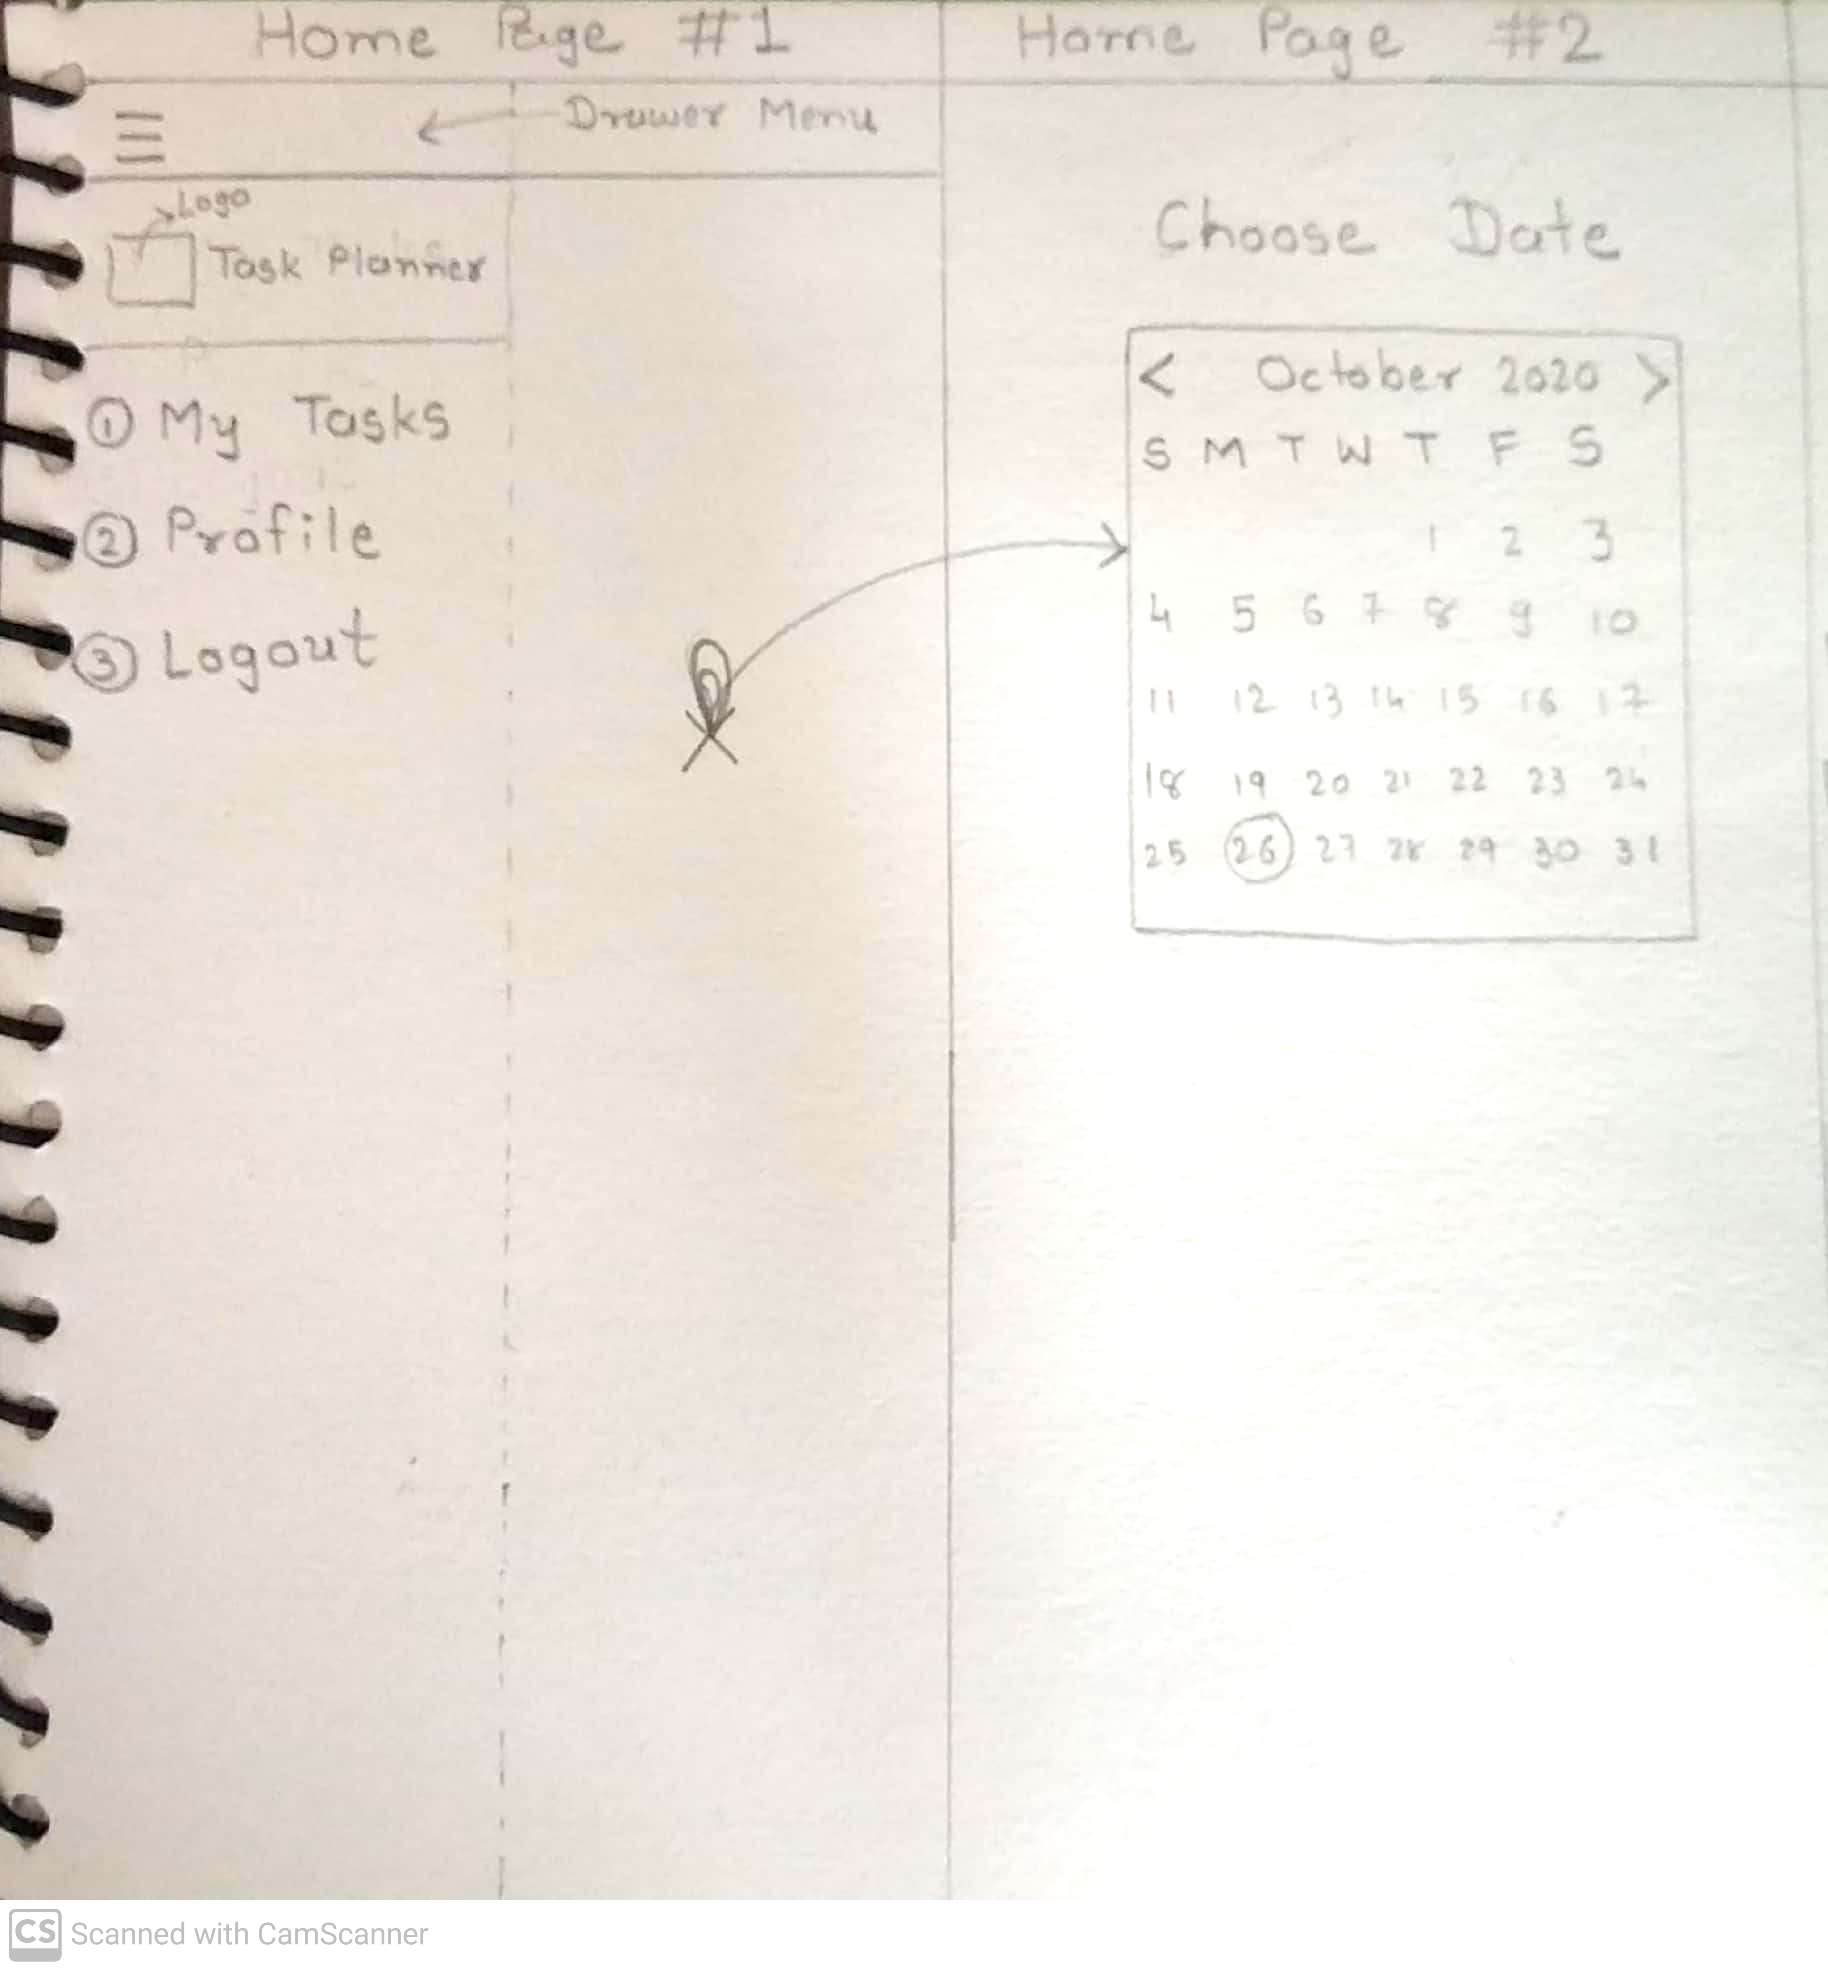 Home Page #1
Drawer Menu
Logo
Task Planner
① My Tasks
② Profile
③ Logout
Home Page #2
Choose Date
< October 2020 >
S M T W T F S
1 2 3
4 5 6 7 8 9 10
11 12 13 14 15 16 17
18 19 20 21 22 23 24
25 26 27 28 29 30 31
CS Scanned with CamScanner